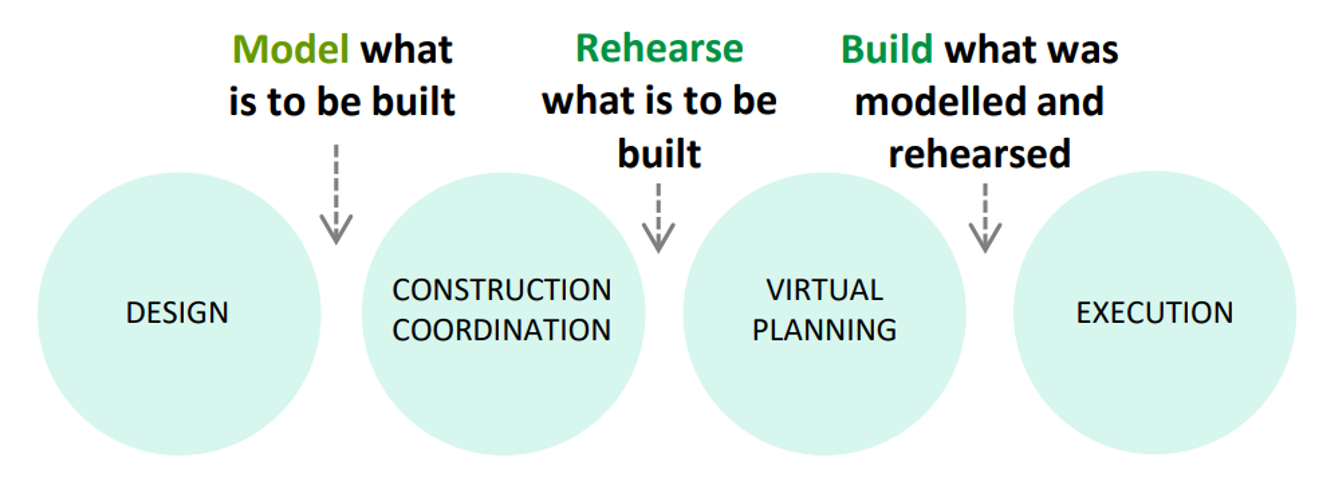 Model what
is to be built
Rehearse
what is to be
built
Build what was
modelled and
rehearsed
DESIGN
CONSTRUCTION
COORDINATION
VIRTUAL
PLANNING
EXECUTION